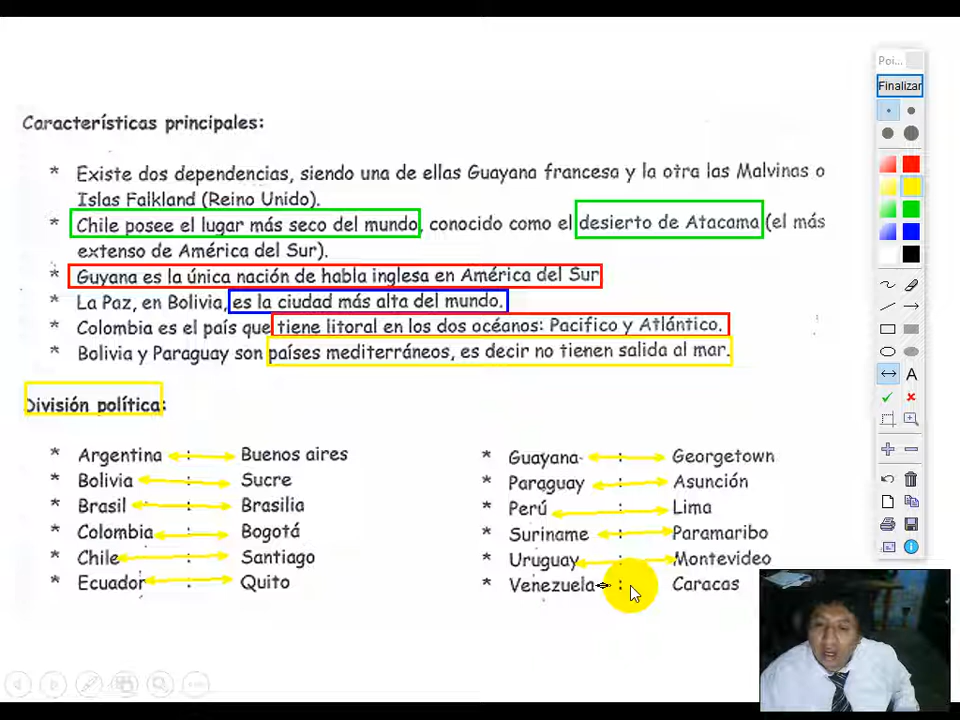 Poi...
Finalizar
Características principales:
* Existe dos dependencias, siendo una de ellas Guayana francesa y la otra las Malvinas o
Islas Falkland (Reino Unido).
* Chile posee el lugar más seco del mundo, conocido como el desierto de Atacama (el más
extenso de América del Sur).
* Guyana es la única nación de habla inglesa en América del Sur
* La Paz, en Bolivia, es la ciudad más alta del mundo.
* Colombia es el país que tiene litoral en los dos océanos: Pacifico y Atlántico.
* Bolivia y Paraguay son países mediterráneos, es decir no tienen salida al mar.
División política:
* Argentina : Buenos aires
* Bolivia : Sucre
* Brasil : Brasilia
* Colombia : Bogotá
* Chile : Santiago
* Ecuador : Quito
* Guayana : Georgetown
* Paraguay : Asunción
* Perú : Lima
* Suriname : Paramaribo
* Uruguay : Montevideo
* Venezuela : Caracas
A